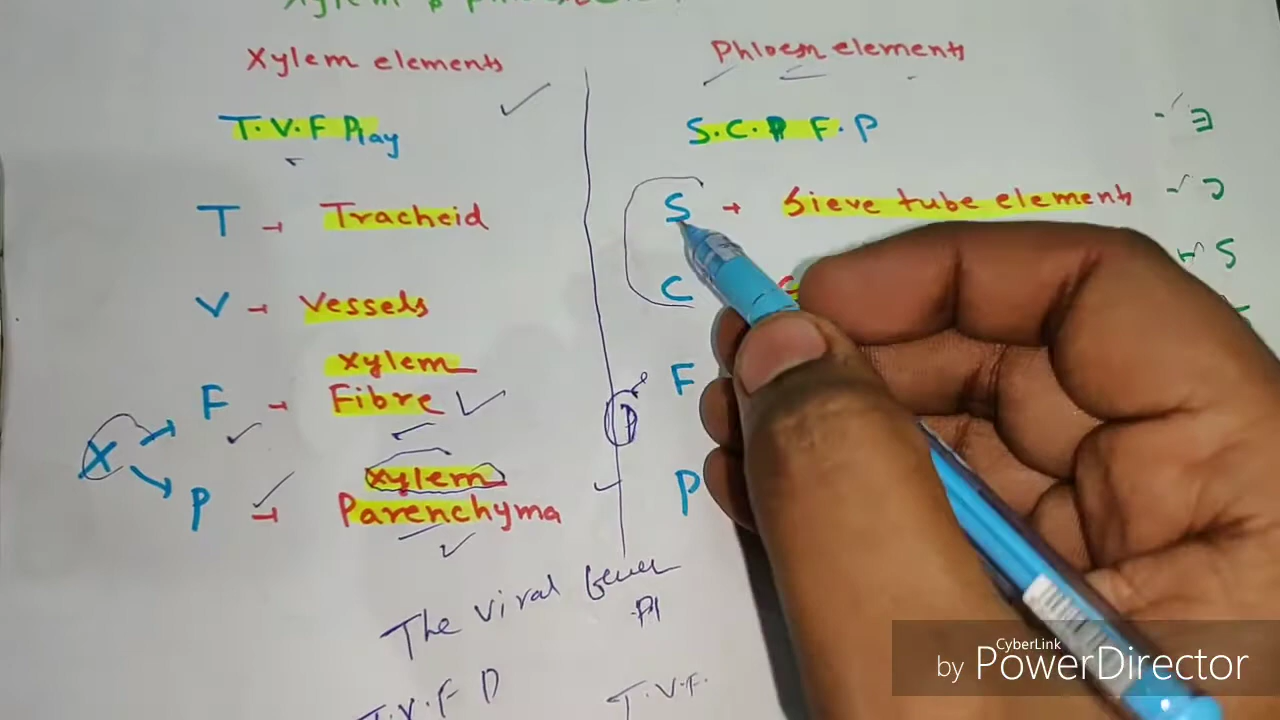 Xylem elements
T.V.F Play
T → Tracheid
V → Vessels
F → Xylem Fibre
X
P → Xylem Parenchyma
Phloem elements
S.C. F.P
S → Sieve tube element
C
F
P
The viral fever
Pl
T.V.F P
T.V.F.
CyberLink
by PowerDirector